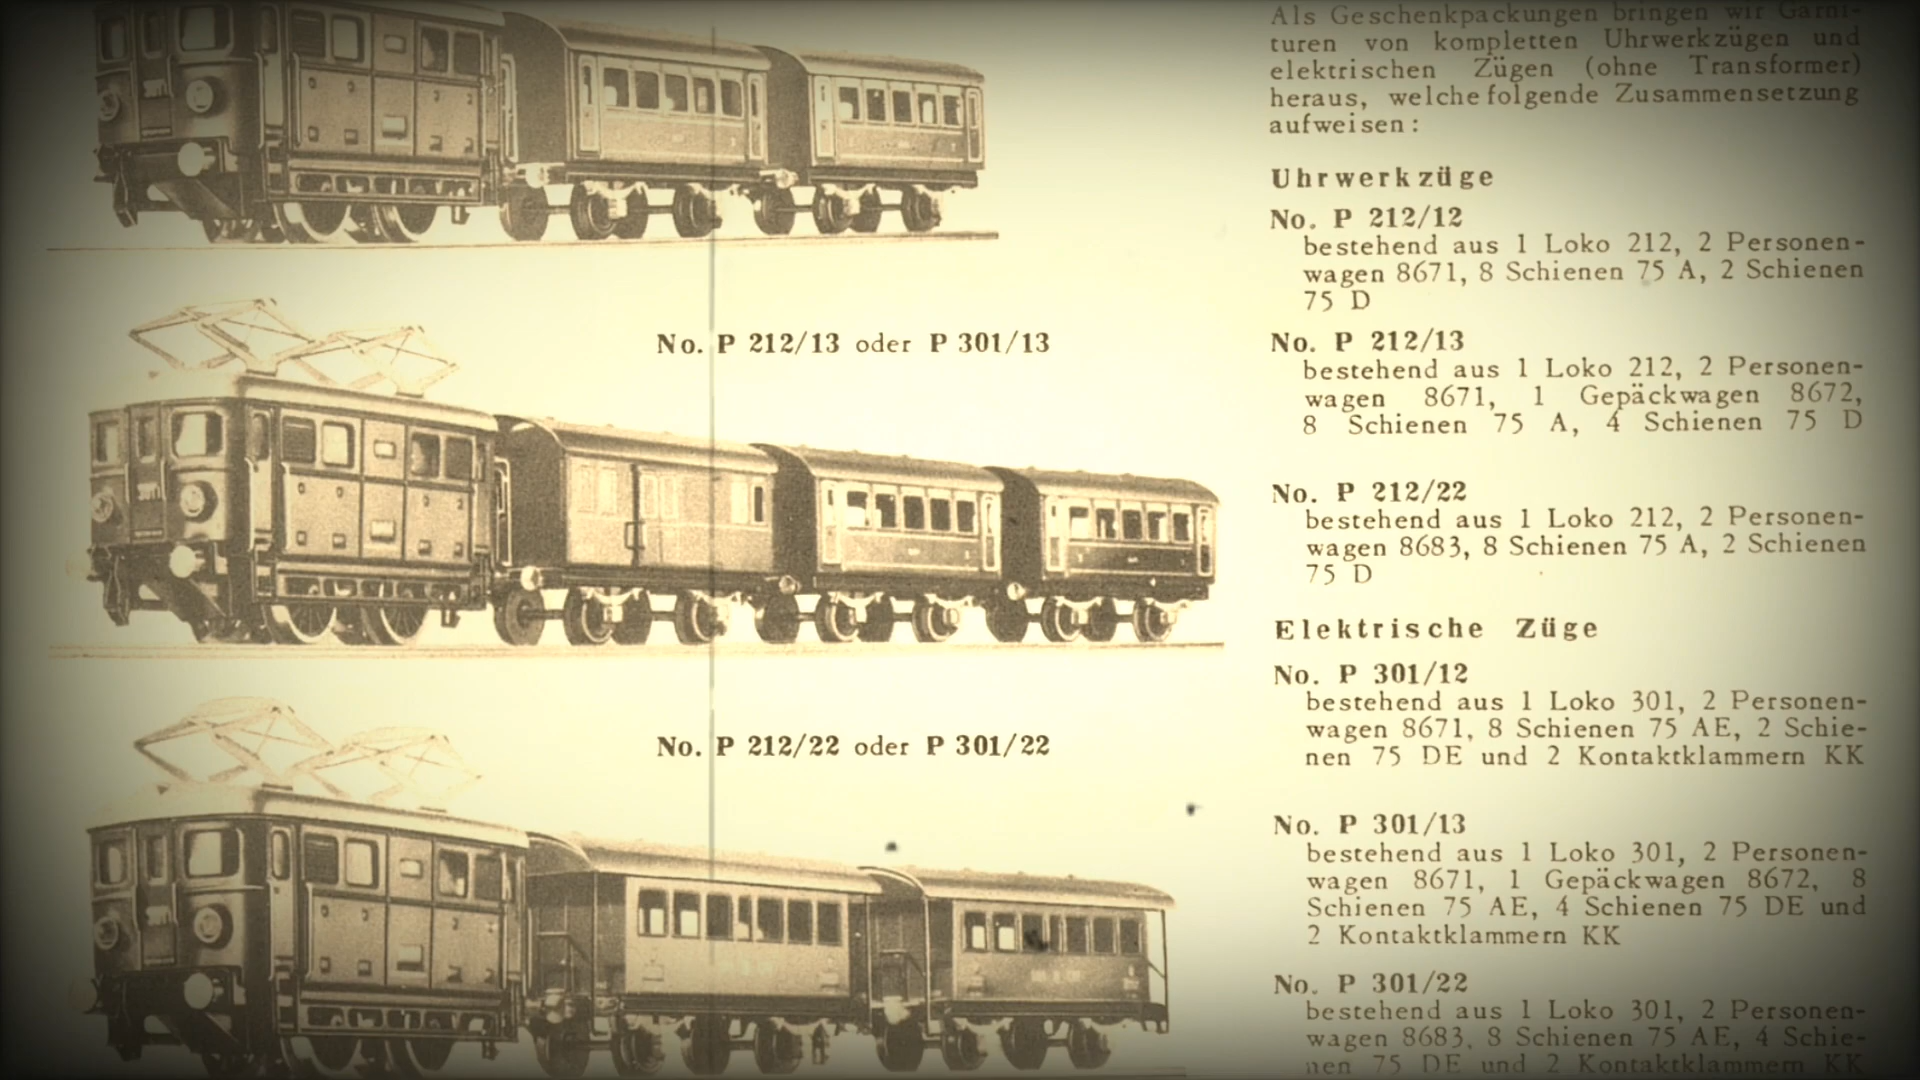 No. P 212/13 oder P 301/13
No. P 212/22 oder P 301/22
Als Geschenkpackungen bringen wir Garni-
turen von kompletten Uhrwerkzügen und
elektrischen Zügen (ohne Transformer)
heraus, welche folgende Zusammensetzung
aufweisen:
Uhrwerkzüge
No. P 212/12
bestehend aus 1 Loko 212, 2 Personen-
wagen 8671, 8 Schienen 75 A, 2 Schienen
75 D
No. P 212/13
bestehend aus 1 Loko 212, 2 Personen-
wagen 8671, 1 Gepäckwagen 8672,
8 Schienen 75 A, 4 Schienen 75 D
No. P 212/22
bestehend aus 1 Loko 212, 2 Personen-
wagen 8683, 8 Schienen 75 A, 2 Schienen
75 D
Elektrische Züge
No. P 301/12
bestehend aus 1 Loko 301, 2 Personen-
wagen 8671, 8 Schienen 75 AE, 2 Schie-
nen 75 DE und 2 Kontaktklammern KK
No. P 301/13
bestehend aus 1 Loko 301, 2 Personen-
wagen 8671, 1 Gepäckwagen 8672, 8
Schienen 75 AE, 4 Schienen 75 DE und
2 Kontaktklammern KK
No. P 301/22
bestehend aus 1 Loko 301, 2 Personen-
wagen 8683, 8 Schienen 75 AE, 4 Schie-
nen 75 DE und 2 Kontaktklammern KK